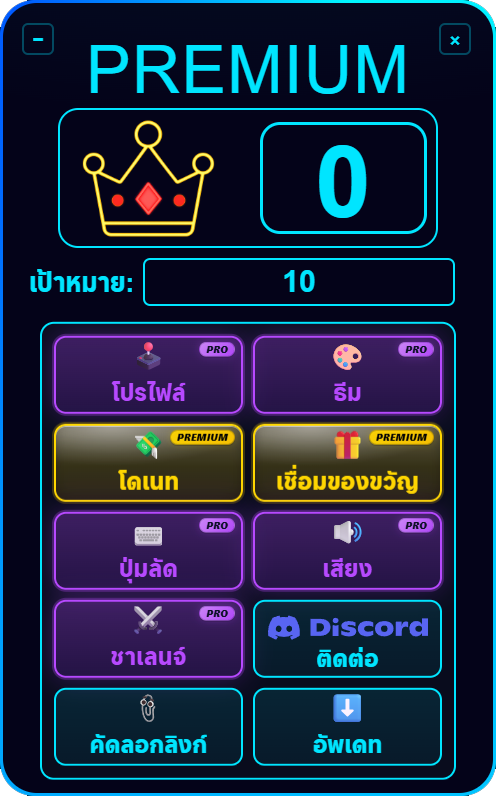 PREMIUM
0
เป้าหมาย: 10
PRO
โปรไฟล์
PRO
ธีม
PREMIUM
โดเนท
PREMIUM
เชื่อมของขวัญ
PRO
ปุ่มลัด
PRO
เสียง
PRO
ชาเลนจ์
Discord
ติดต่อ
คัดลอกลิงก์
อัพเดท